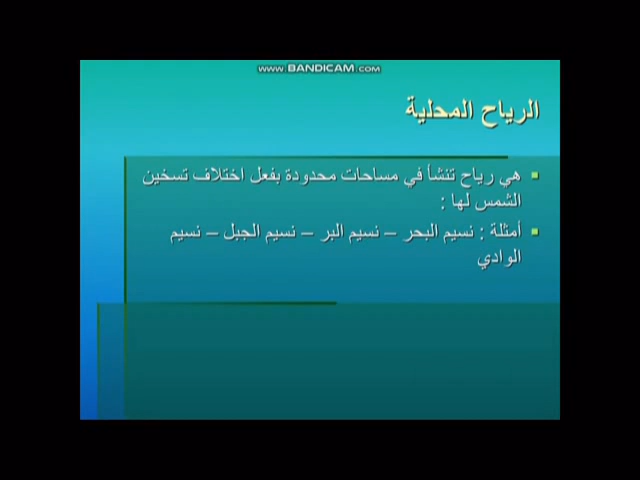 www.BANDICAM.com
الرياح المحلية
هي رياح تنشأ في مساحات محدودة بفعل اختلاف تسخين
الشمس لها :
أمثلة : نسيم البحر – نسيم البر – نسيم الجبل – نسيم
الوادي